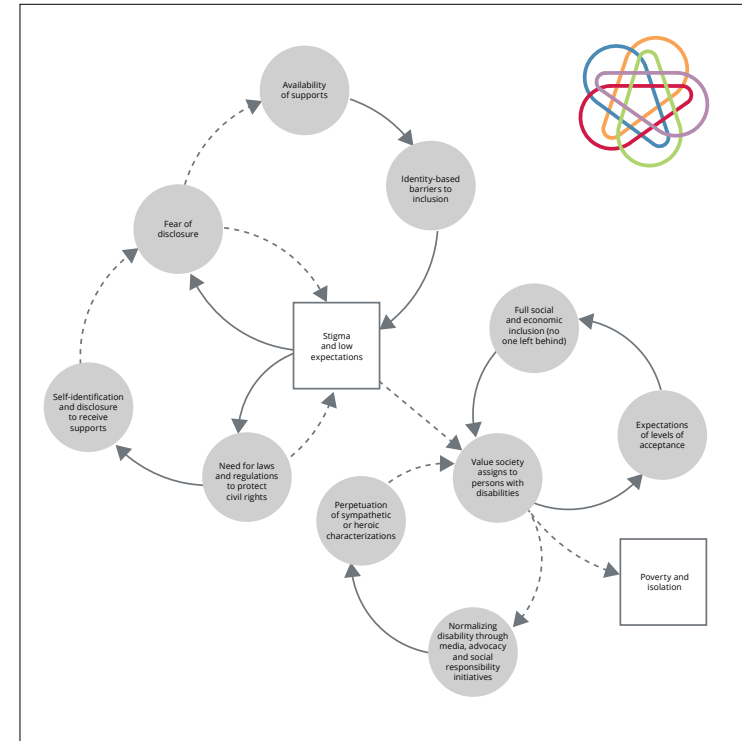 Availability
of supports
Identity-based
barriers to
inclusion
Fear of
disclosure
Stigma
and low
expectations
Full social
and economic
inclusion (no
one left behind)
Self-identification
and disclosure
to receive
supports
Expectations
of levels of
acceptance
Need for laws
and regulations
to protect
civil rights
Value society
assigns to
persons with
disabilities
Perpetuation
of sympathetic
or heroic
characterizations
Poverty and
isolation
Normalizing
disability through
media, advocacy
and social
responsibility
initiatives